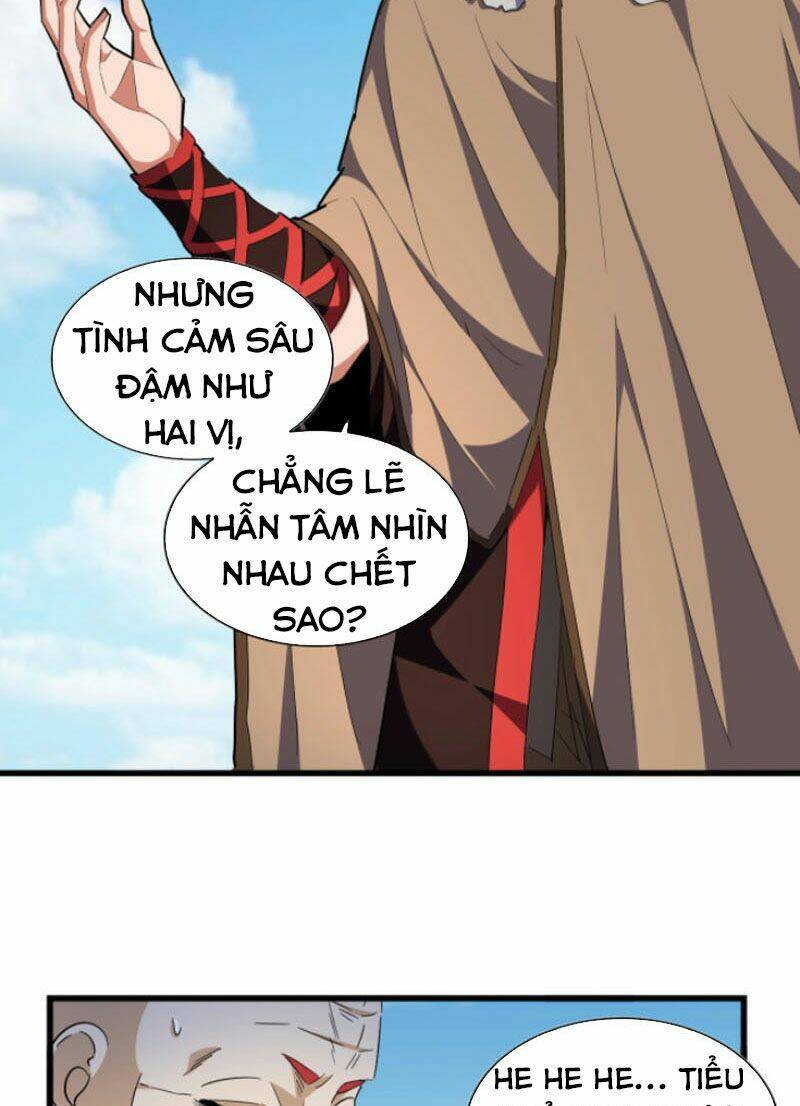 NHƯNG
TÌNH CẢM SÂU
ĐẬM NHƯ
HAI VỊ,
CHẲNG LẼ
NHẪN TÂM NHÌN
NHAU CHẾT
SAO?
HE HE HE... TIỂU